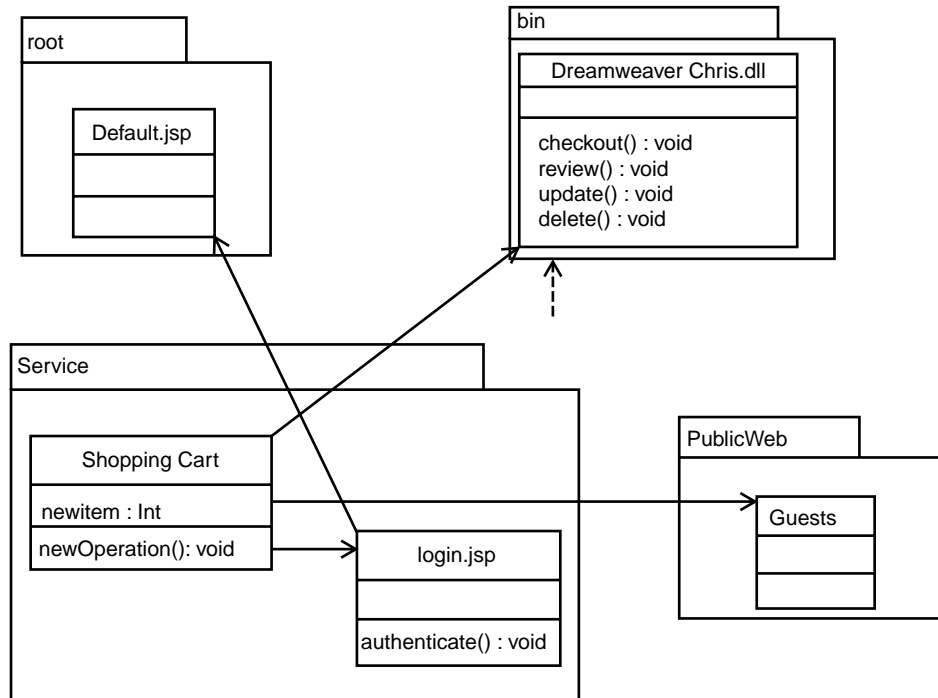 root
Default.jsp
bin
Dreamweaver Chris.dll
checkout() : void
review() : void
update() : void
delete() : void
Service
Shopping Cart
newitem : Int
newOperation(): void
login.jsp
authenticate() : void
PublicWeb
Guests